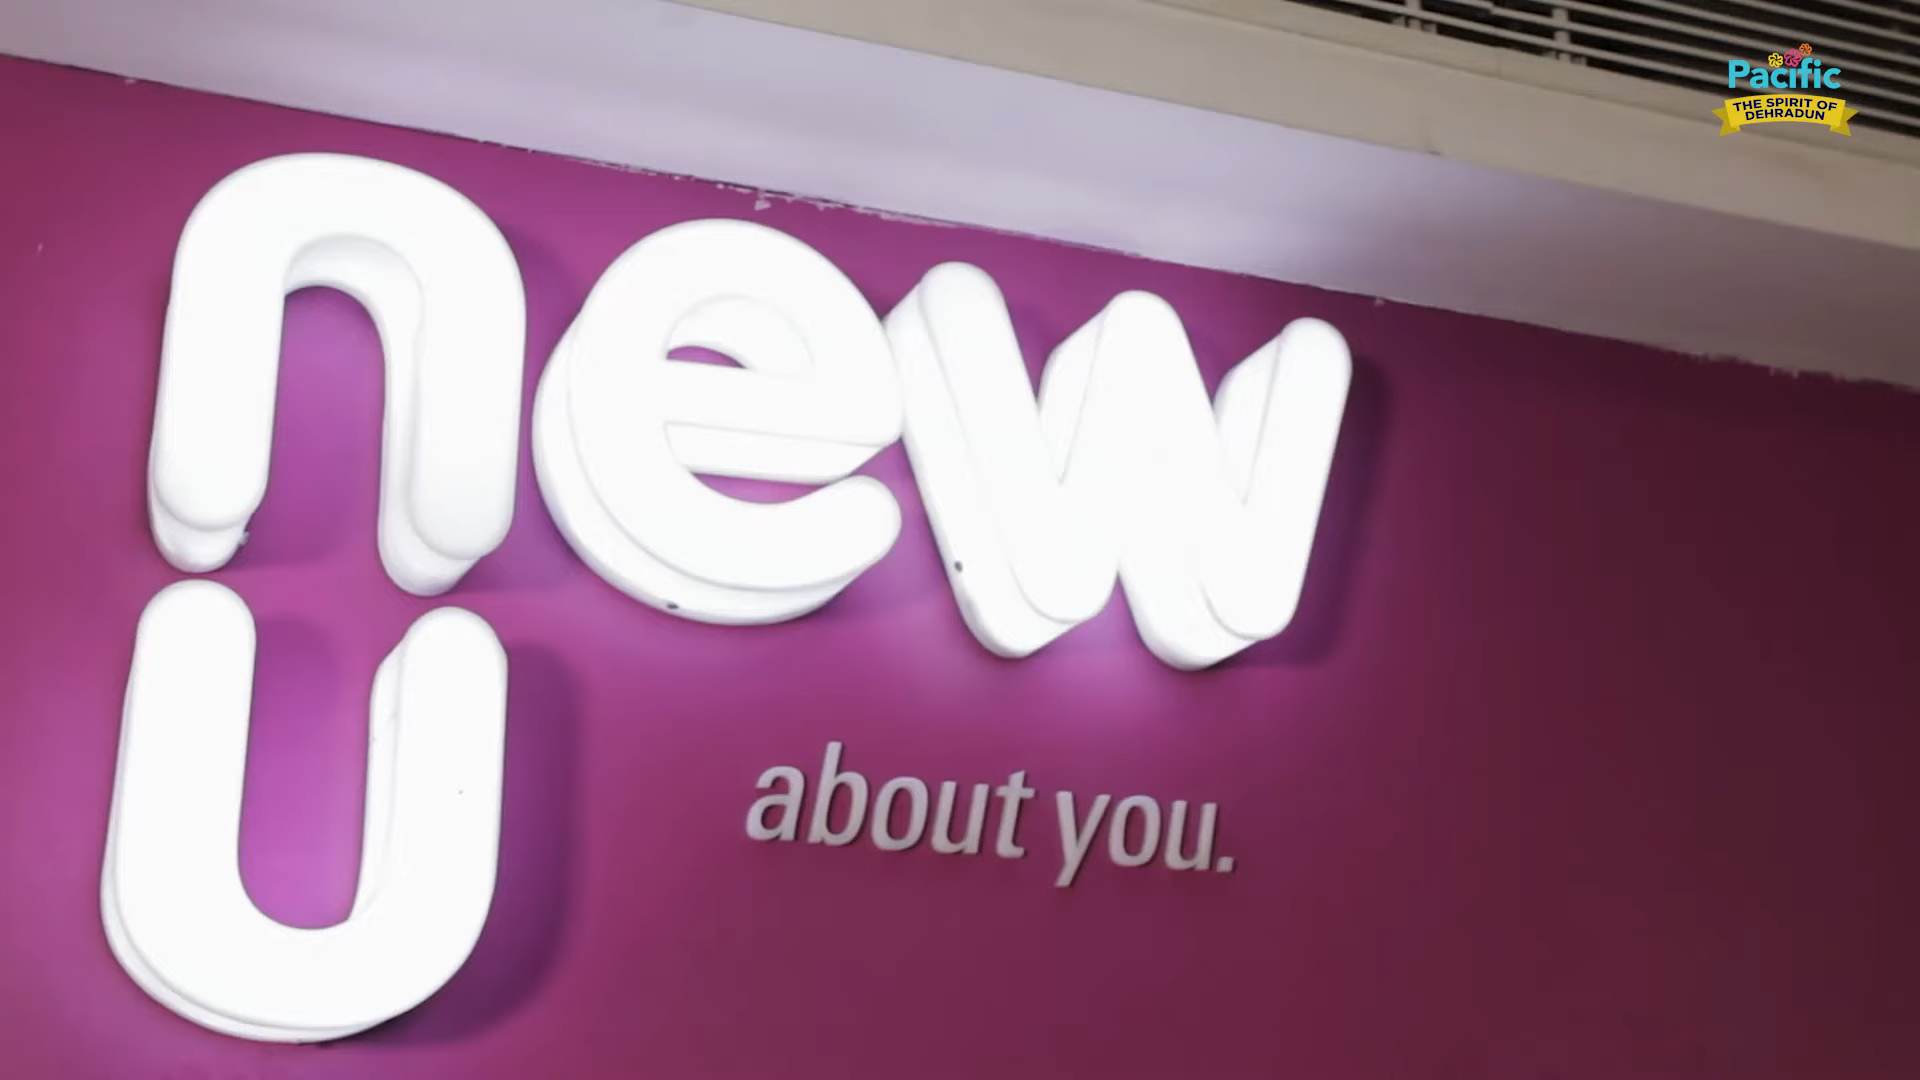 Pacific
THE SPIRIT OF
DEHRADUN
new
u
about you.